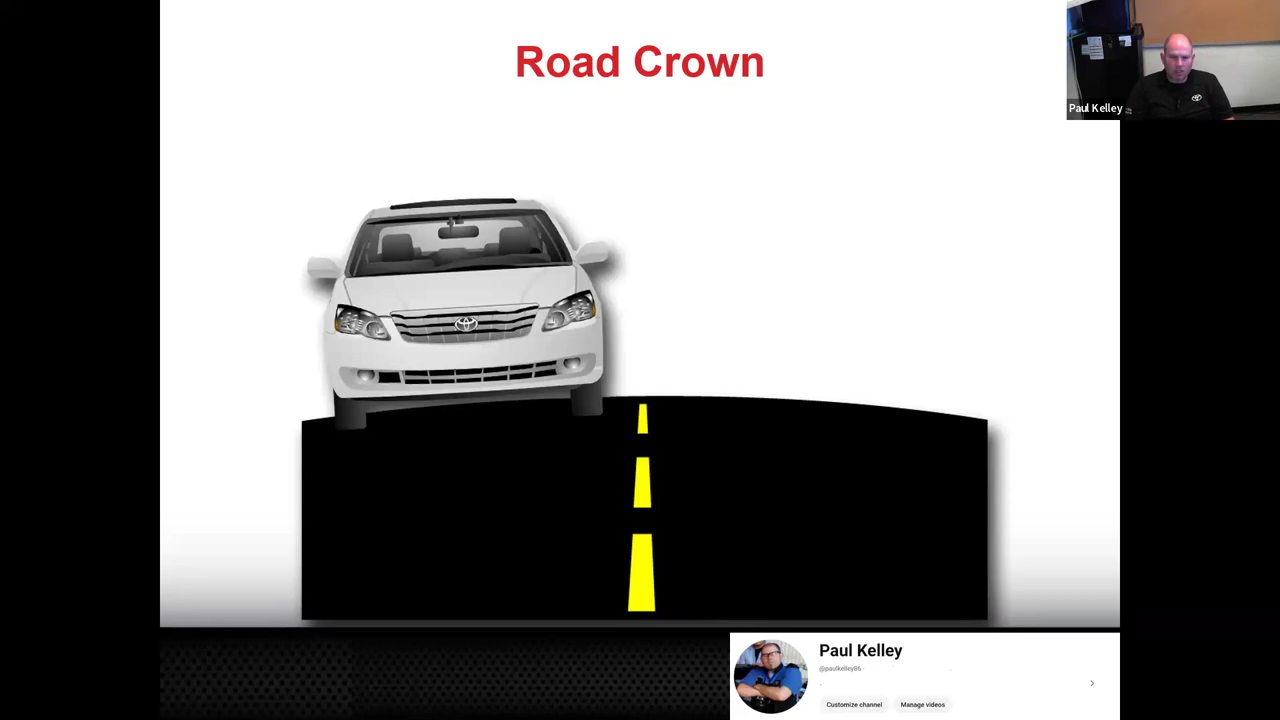 Road Crown
Paul Kelley
Paul Kelley
@paulkelley86
Customize channel
Manage videos